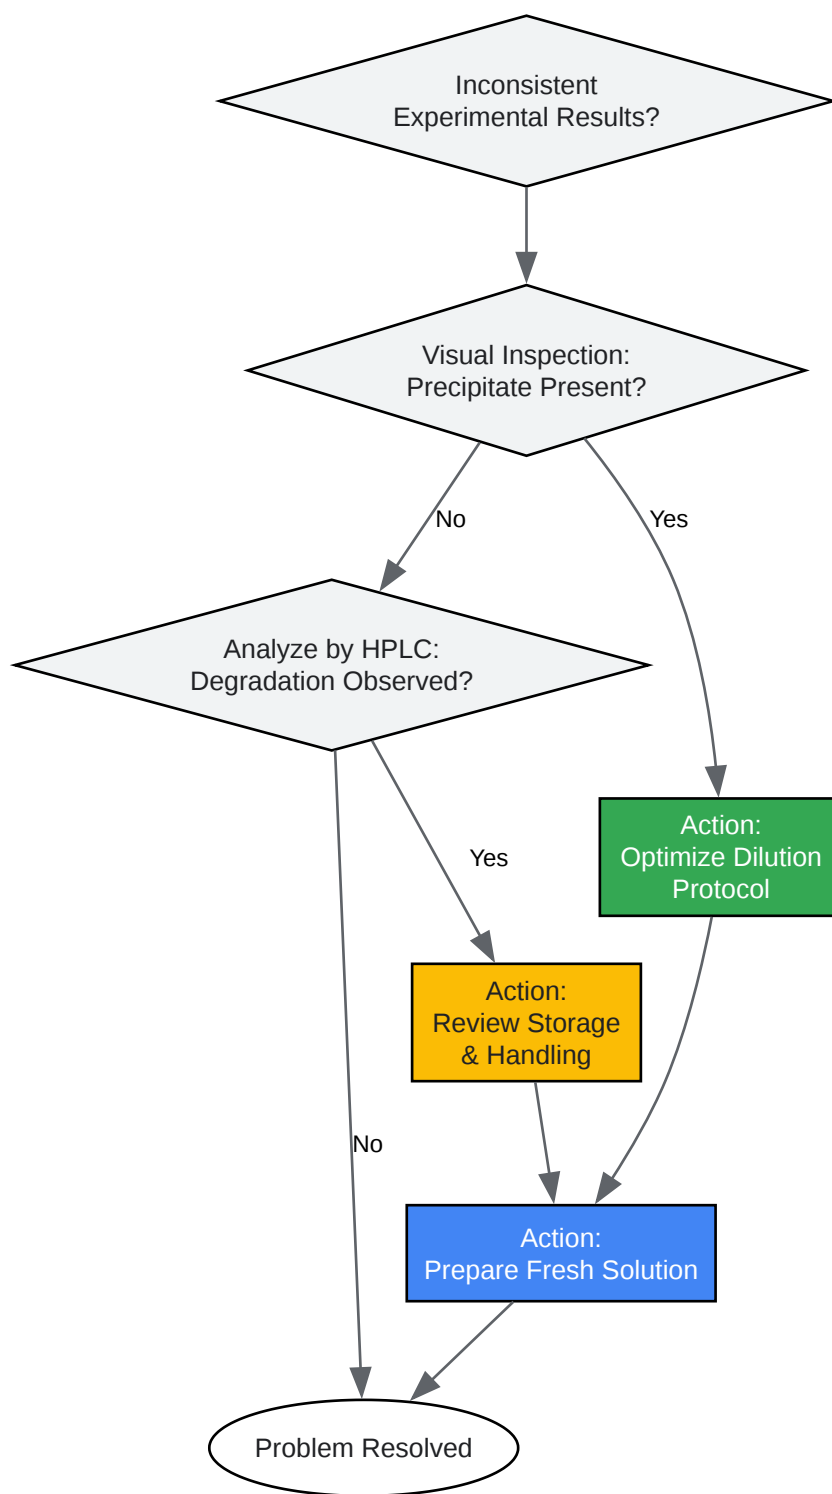 Inconsistent
Experimental Results?
Visual Inspection:
Precipitate Present?
No
Yes
Analyze by HPLC:
Degradation Observed?
Action:
Optimize Dilution
Protocol
Yes
Action:
Review Storage
& Handling
No
Action:
Prepare Fresh Solution
Problem Resolved